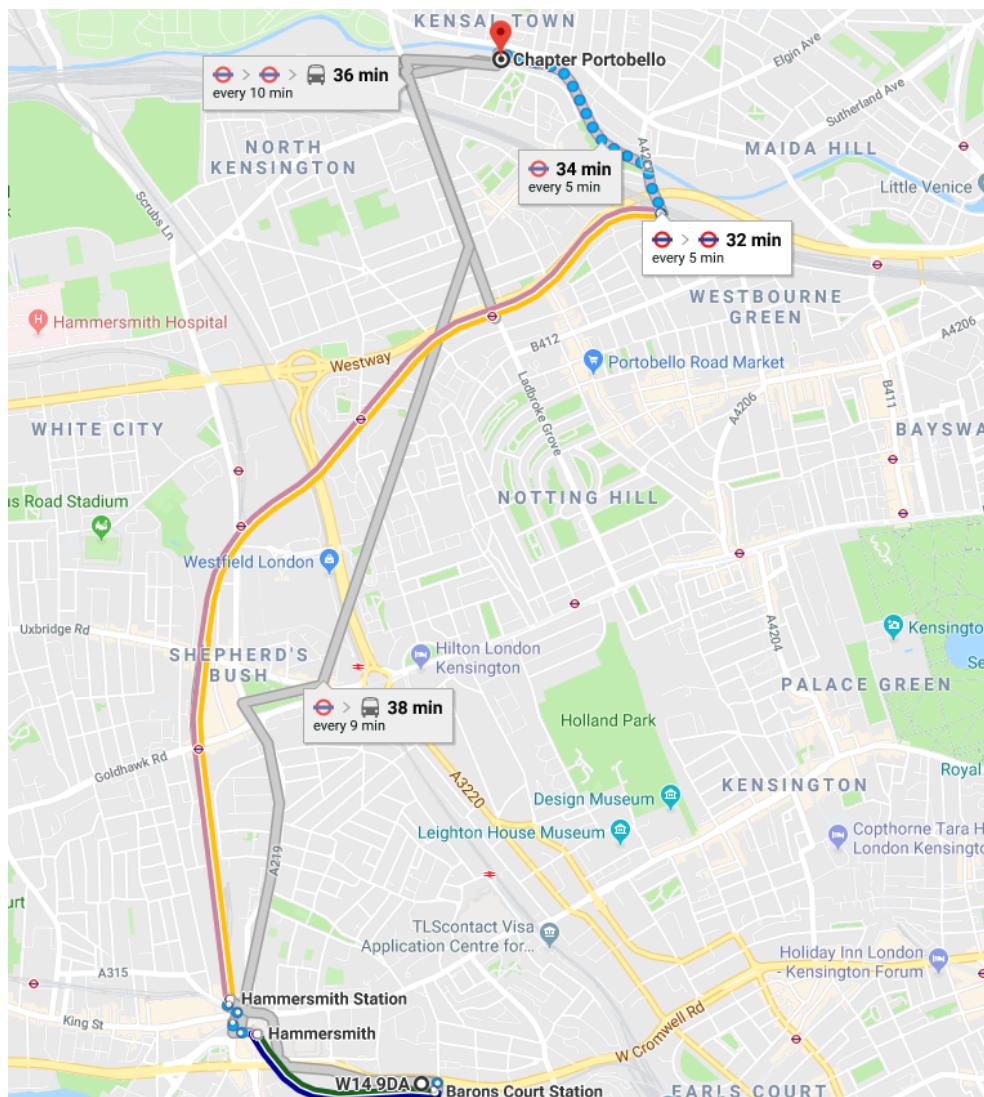 KENSAL TOWN
Elgin Ave
Chapter Portobello
36 min
every 10 min
Sutherland Ave
NORTH
KENSINGTON
A4207
MAIDA HILL
34 min
every 5 min
Little Venice
Scrubs Ln
32 min
every 5 min
WESTBOURNE
GREEN
Hammersmith Hospital
A4206
B412
Westway
Portobello Road Market
Ladbroke Grove
A4206
B411
WHITE CITY
BAYSWA
us Road Stadium
NOTTING HILL
Westfield London
Uxbridge Rd
A4204
Kensingto
SHEPHERD'S
BUSH
Hilton London
Kensington
Se
PALACE GREEN
38 min
every 9 min
Holland Park
Goldhawk Rd
Royal
A3220
KENSINGTON
Design Museum
Leighton House Museum
Copthorne Tara H
London Kensingto
A219
urt
TLScontact Visa
Application Centre for...
Holiday Inn London
- Kensington Forum
A315
Hammersmith Station
King St
Hammersmith
W Cromwell Rd
W14 9DA
Barons Court Station
EARLS COURT